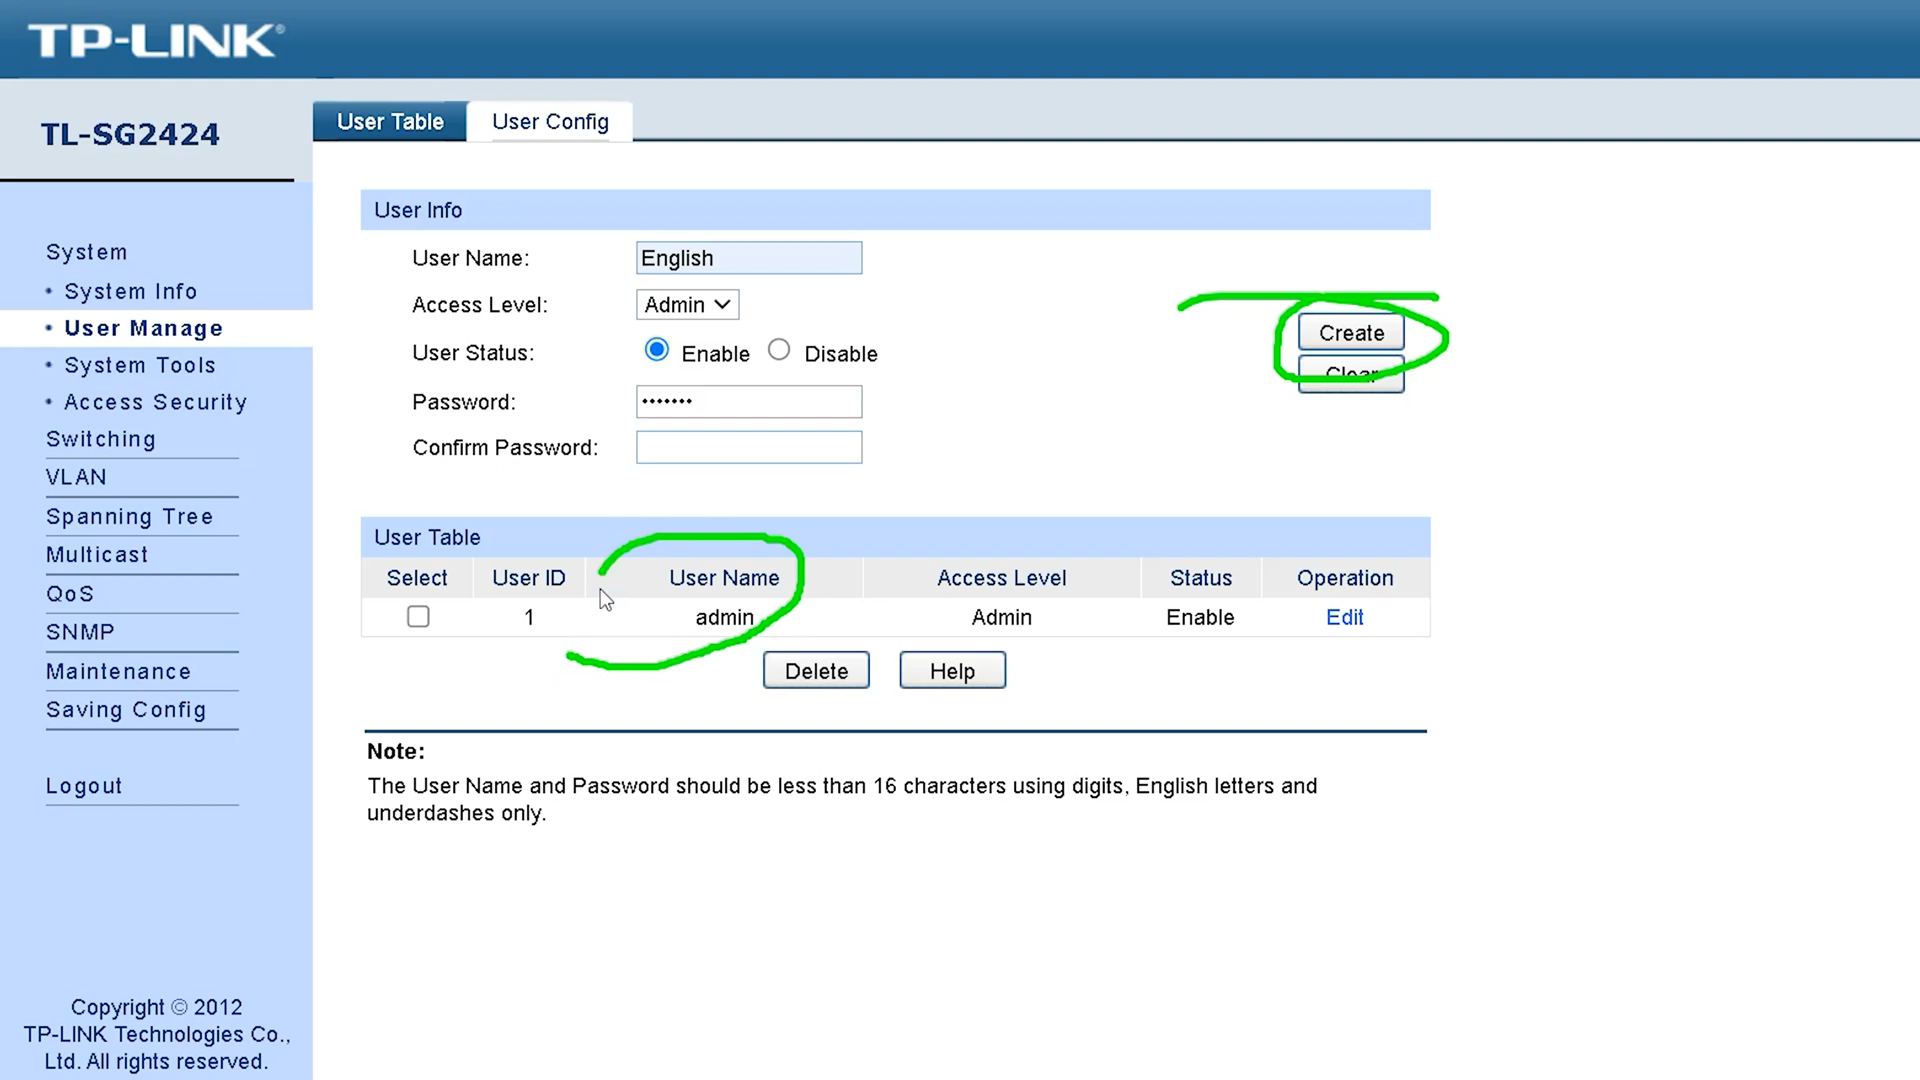 TP-LINK®
TL-SG2424
User Table
User Config
System
• System Info
• User Manage
• System Tools
• Access Security
Switching
VLAN
Spanning Tree
Multicast
QoS
SNMP
Maintenance
Saving Config
Logout
Copyright © 2012
TP-LINK Technologies Co.,
Ltd. All rights reserved.
User Info
User Name: English
Access Level: Admin
User Status: Enable Disable
Password: •••••••
Confirm Password:
Create
Clear
User Table
Select User ID User Name Access Level Status Operation
1 admin Admin Enable Edit
Delete Help
Note:
The User Name and Password should be less than 16 characters using digits, English letters and
underdashes only.